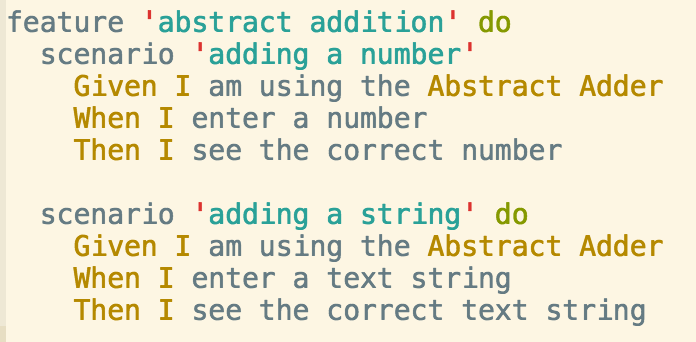 feature 'abstract addition' do
scenario 'adding a number'
Given I am using the Abstract Adder
When I enter a number
Then I see the correct number
scenario 'adding a string' do
Given I am using the Abstract Adder
When I enter a text string
Then I see the correct text string